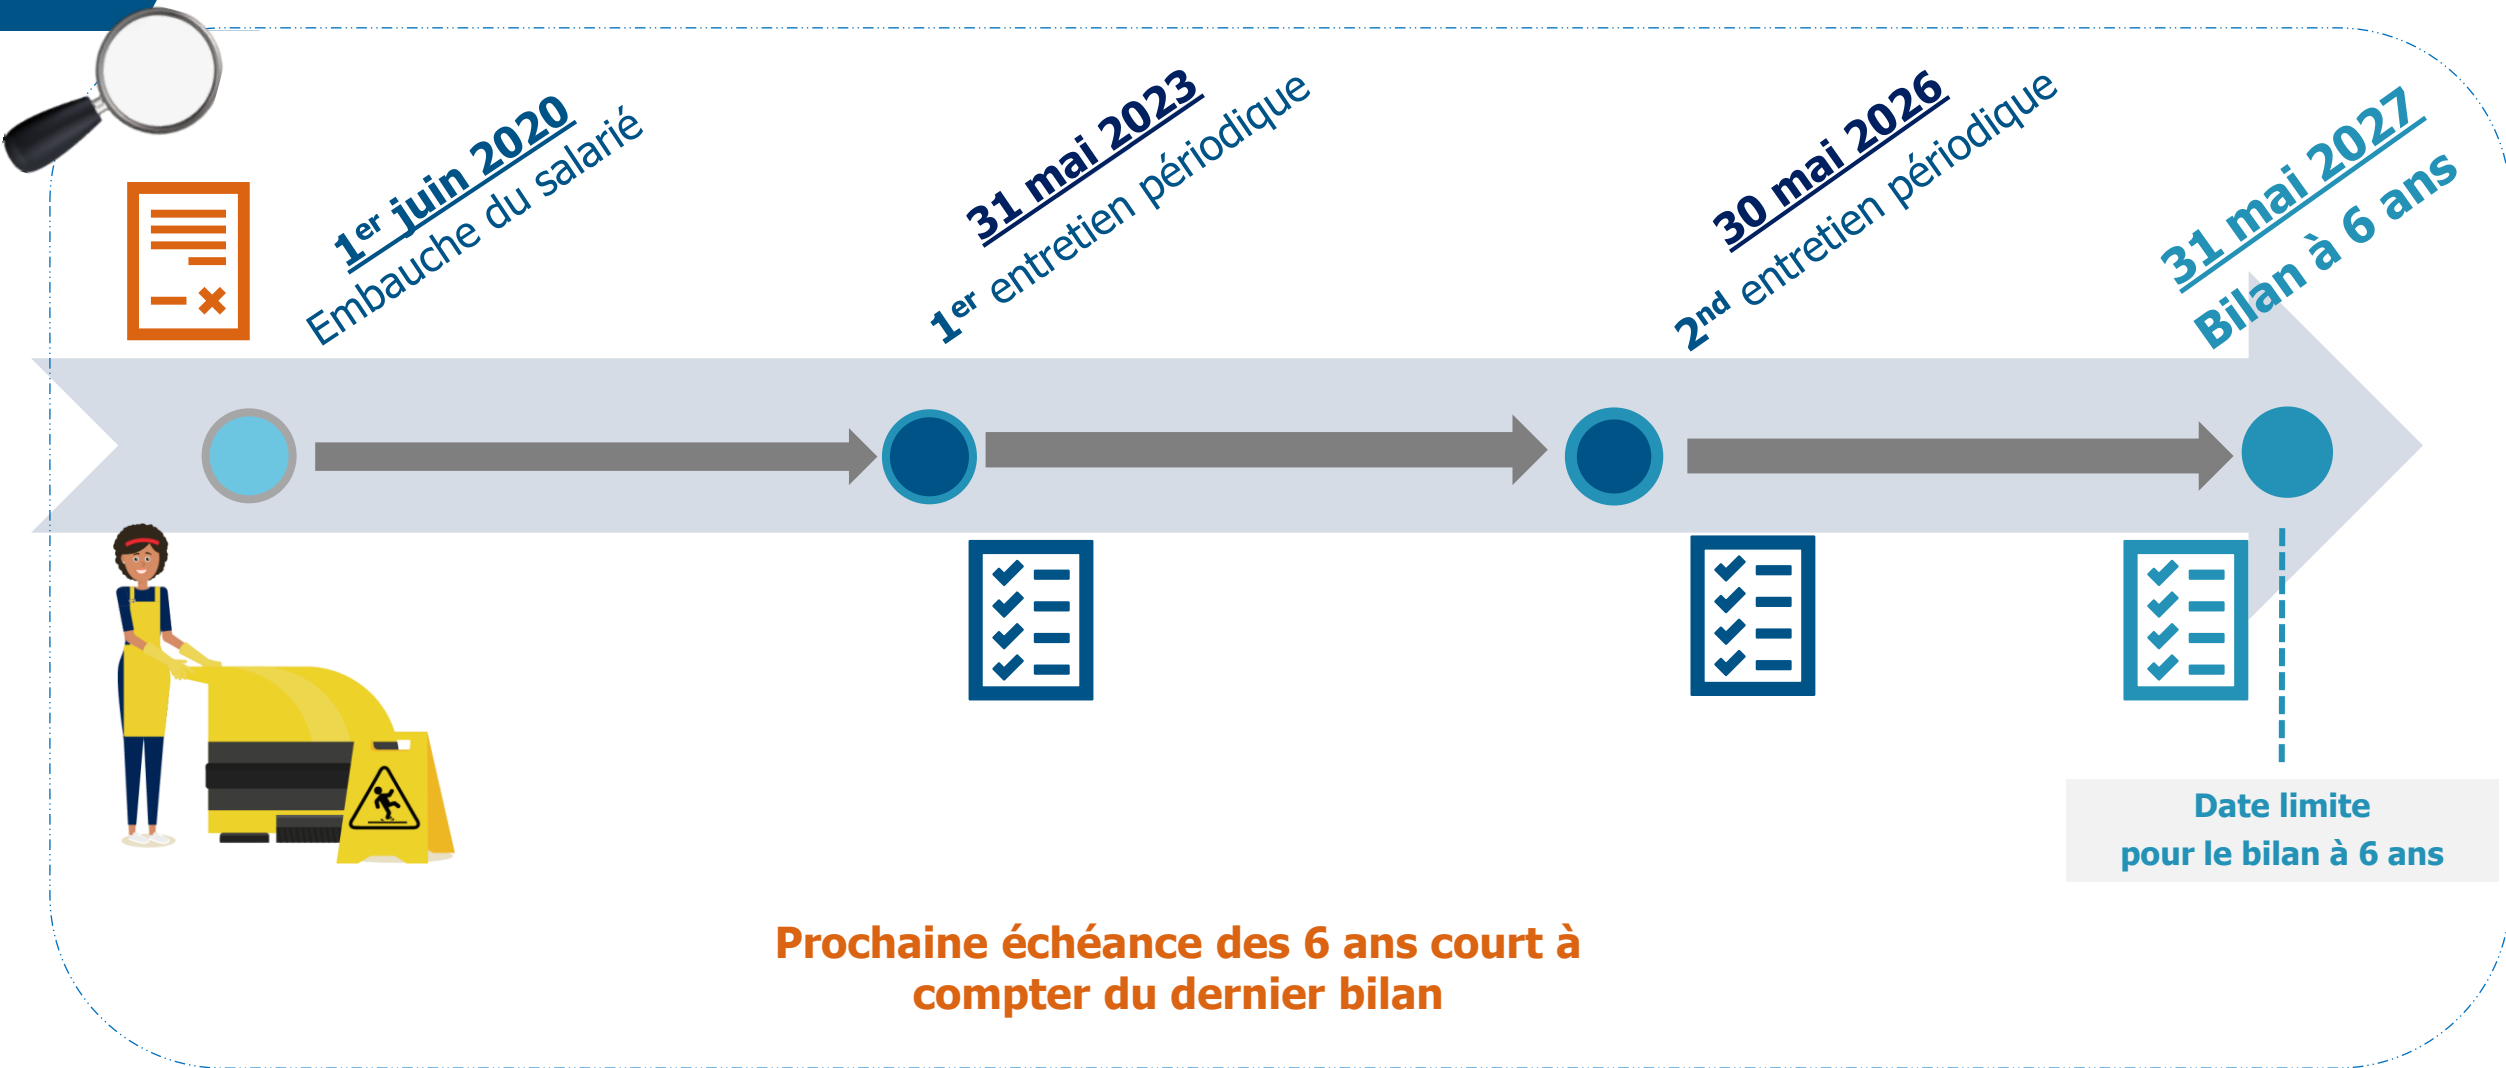 1er juin 2020
Embauche du salarié
31 mai 2023
1er entretien périodique
30 mai 2026
2nd entretien périodique
31 mai 2027
Bilan à 6 ans
Date limite
pour le bilan à 6 ans
Prochaine échéance des 6 ans court à
compter du dernier bilan